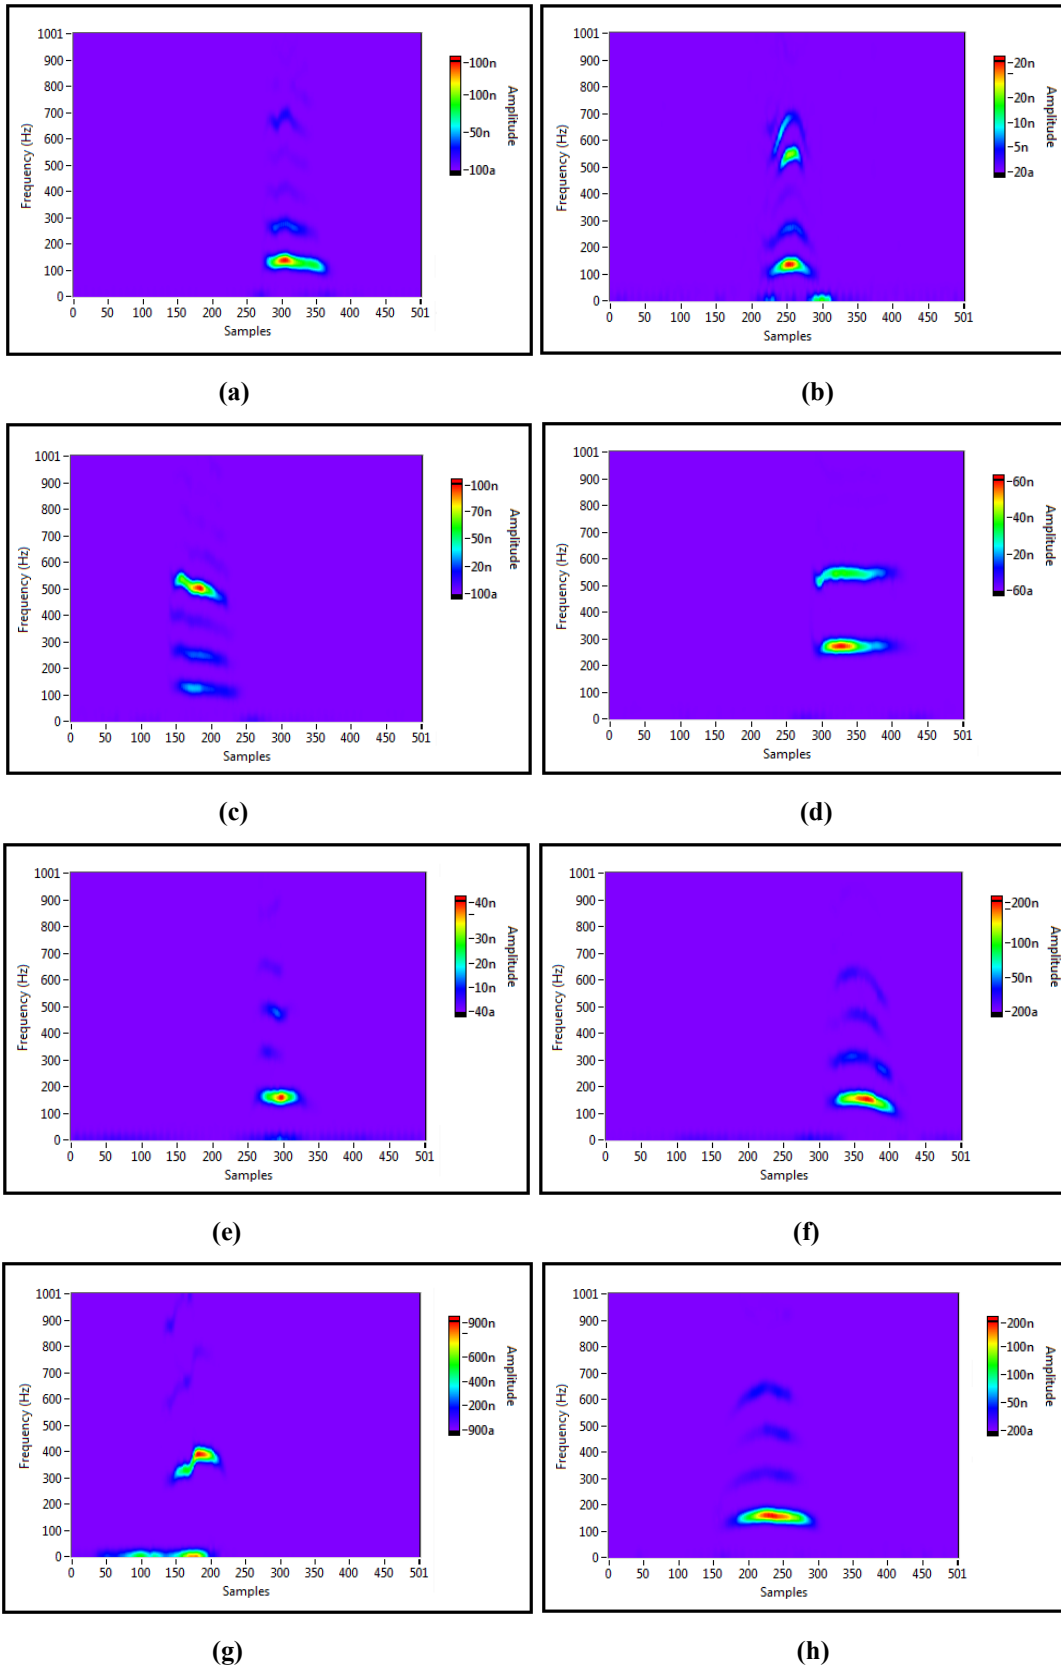 1001
900
800
700
600
500
400
300
200
100
0
Frequency (Hz)
0 50 100 150 200 250 300 350 400 450 501
Samples
100n
100n
50n
100a
Amplitude
(a)
1001
900
800
700
600
500
400
300
200
100
0
Frequency (Hz)
0 50 100 150 200 250 300 350 400 450 501
Samples
20n
20n
10n
5n
20a
Amplitude
(b)
1001
900
800
700
600
500
400
300
200
100
0
Frequency (Hz)
0 50 100 150 200 250 300 350 400 450 501
Samples
100n
70n
50n
20n
100a
Amplitude
(c)
1001
900
800
700
600
500
400
300
200
100
0
Frequency (Hz)
0 50 100 150 200 250 300 350 400 450 501
Samples
60n
40n
20n
60a
Amplitude
(d)
1001
900
800
700
600
500
400
300
200
100
0
Frequency (Hz)
0 50 100 150 200 250 300 350 400 450 501
Samples
40n
30n
20n
10n
40a
Amplitude
(e)
1001
900
800
700
600
500
400
300
200
100
0
Frequency (Hz)
0 50 100 150 200 250 300 350 400 450 501
Samples
200n
100n
50n
200a
Amplitude
(f)
1001
900
800
700
600
500
400
300
200
100
0
Frequency (Hz)
0 50 100 150 200 250 300 350 400 450 501
Samples
900n
600n
400n
200n
900a
Amplitude
(g)
1001
900
800
700
600
500
400
300
200
100
0
Frequency (Hz)
0 50 100 150 200 250 300 350 400 450 501
Samples
200n
100n
100n
50n
200a
Amplitude
(h)